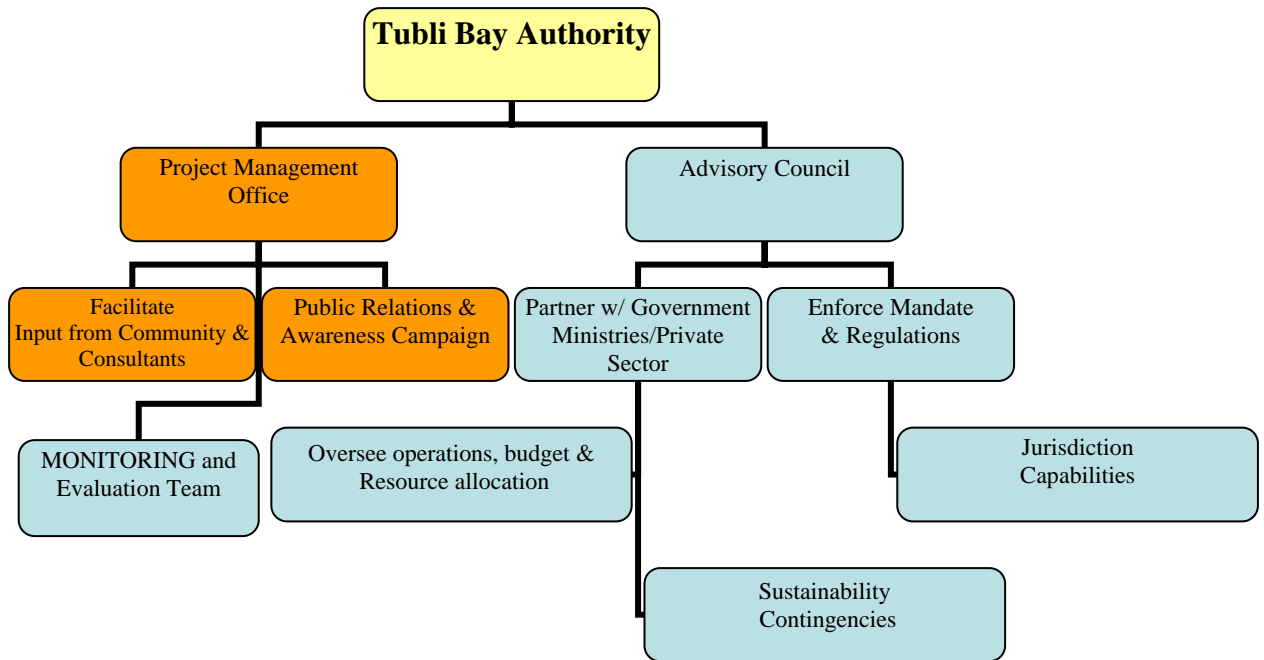 Tubli Bay Authority
Project Management
Office
Advisory Council
Facilitate
Input from Community &
Consultants
Public Relations &
Awareness Campaign
Partner w/ Government
Ministries/Private
Sector
Enforce Mandate
& Regulations
MONITORING and
Evaluation Team
Oversee operations, budget &
Resource allocation
Jurisdiction
Capabilities
Sustainability
Contingencies